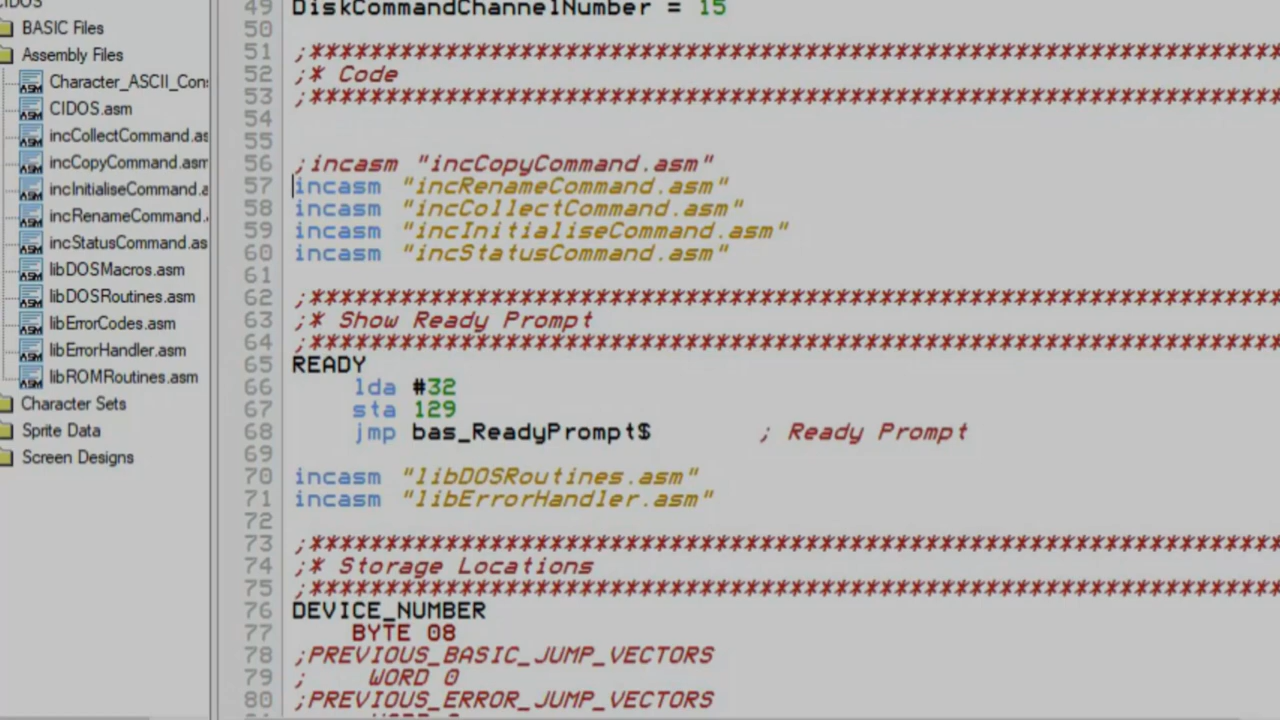 CIDOS
BASIC Files
Assembly Files
Character_ASCII_Con
CIDOS.asm
incCollectCommand.as
incCopyCommand.asm
incInitialiseCommand.a
incRenameCommand.
incStatusCommand.as
libDOSMacros.asm
libDOSRoutines.asm
libErrorCodes.asm
libErrorHandler.asm
libROMRoutines.asm
Character Sets
Sprite Data
Screen Designs
49 DiskCommandChannelNumber = 15
50
51 ;*****************************************************************
52 ;* Code
53 ;*****************************************************************
54
55
56 ;incasm "incCopyCommand.asm"
57 incasm "incRenameCommand.asm"
58 incasm "incCollectCommand.asm"
59 incasm "incInitialiseCommand.asm"
60 incasm "incStatusCommand.asm"
61
62 ;*****************************************************************
63 ;* Show Ready Prompt
64 ;*****************************************************************
65 READY
66 lda #32
67 sta 129
68 jmp bas_ReadyPrompt$ ; Ready Prompt
69
70 incasm "libDOSRoutines.asm"
71 incasm "libErrorHandler.asm"
72
73 ;*****************************************************************
74 ;* Storage Locations
75 ;*****************************************************************
76 DEVICE_NUMBER
77 BYTE 08
78 ;PREVIOUS_BASIC_JUMP_VECTORS
79 ; WORD 0
80 ;PREVIOUS_ERROR_JUMP_VECTORS